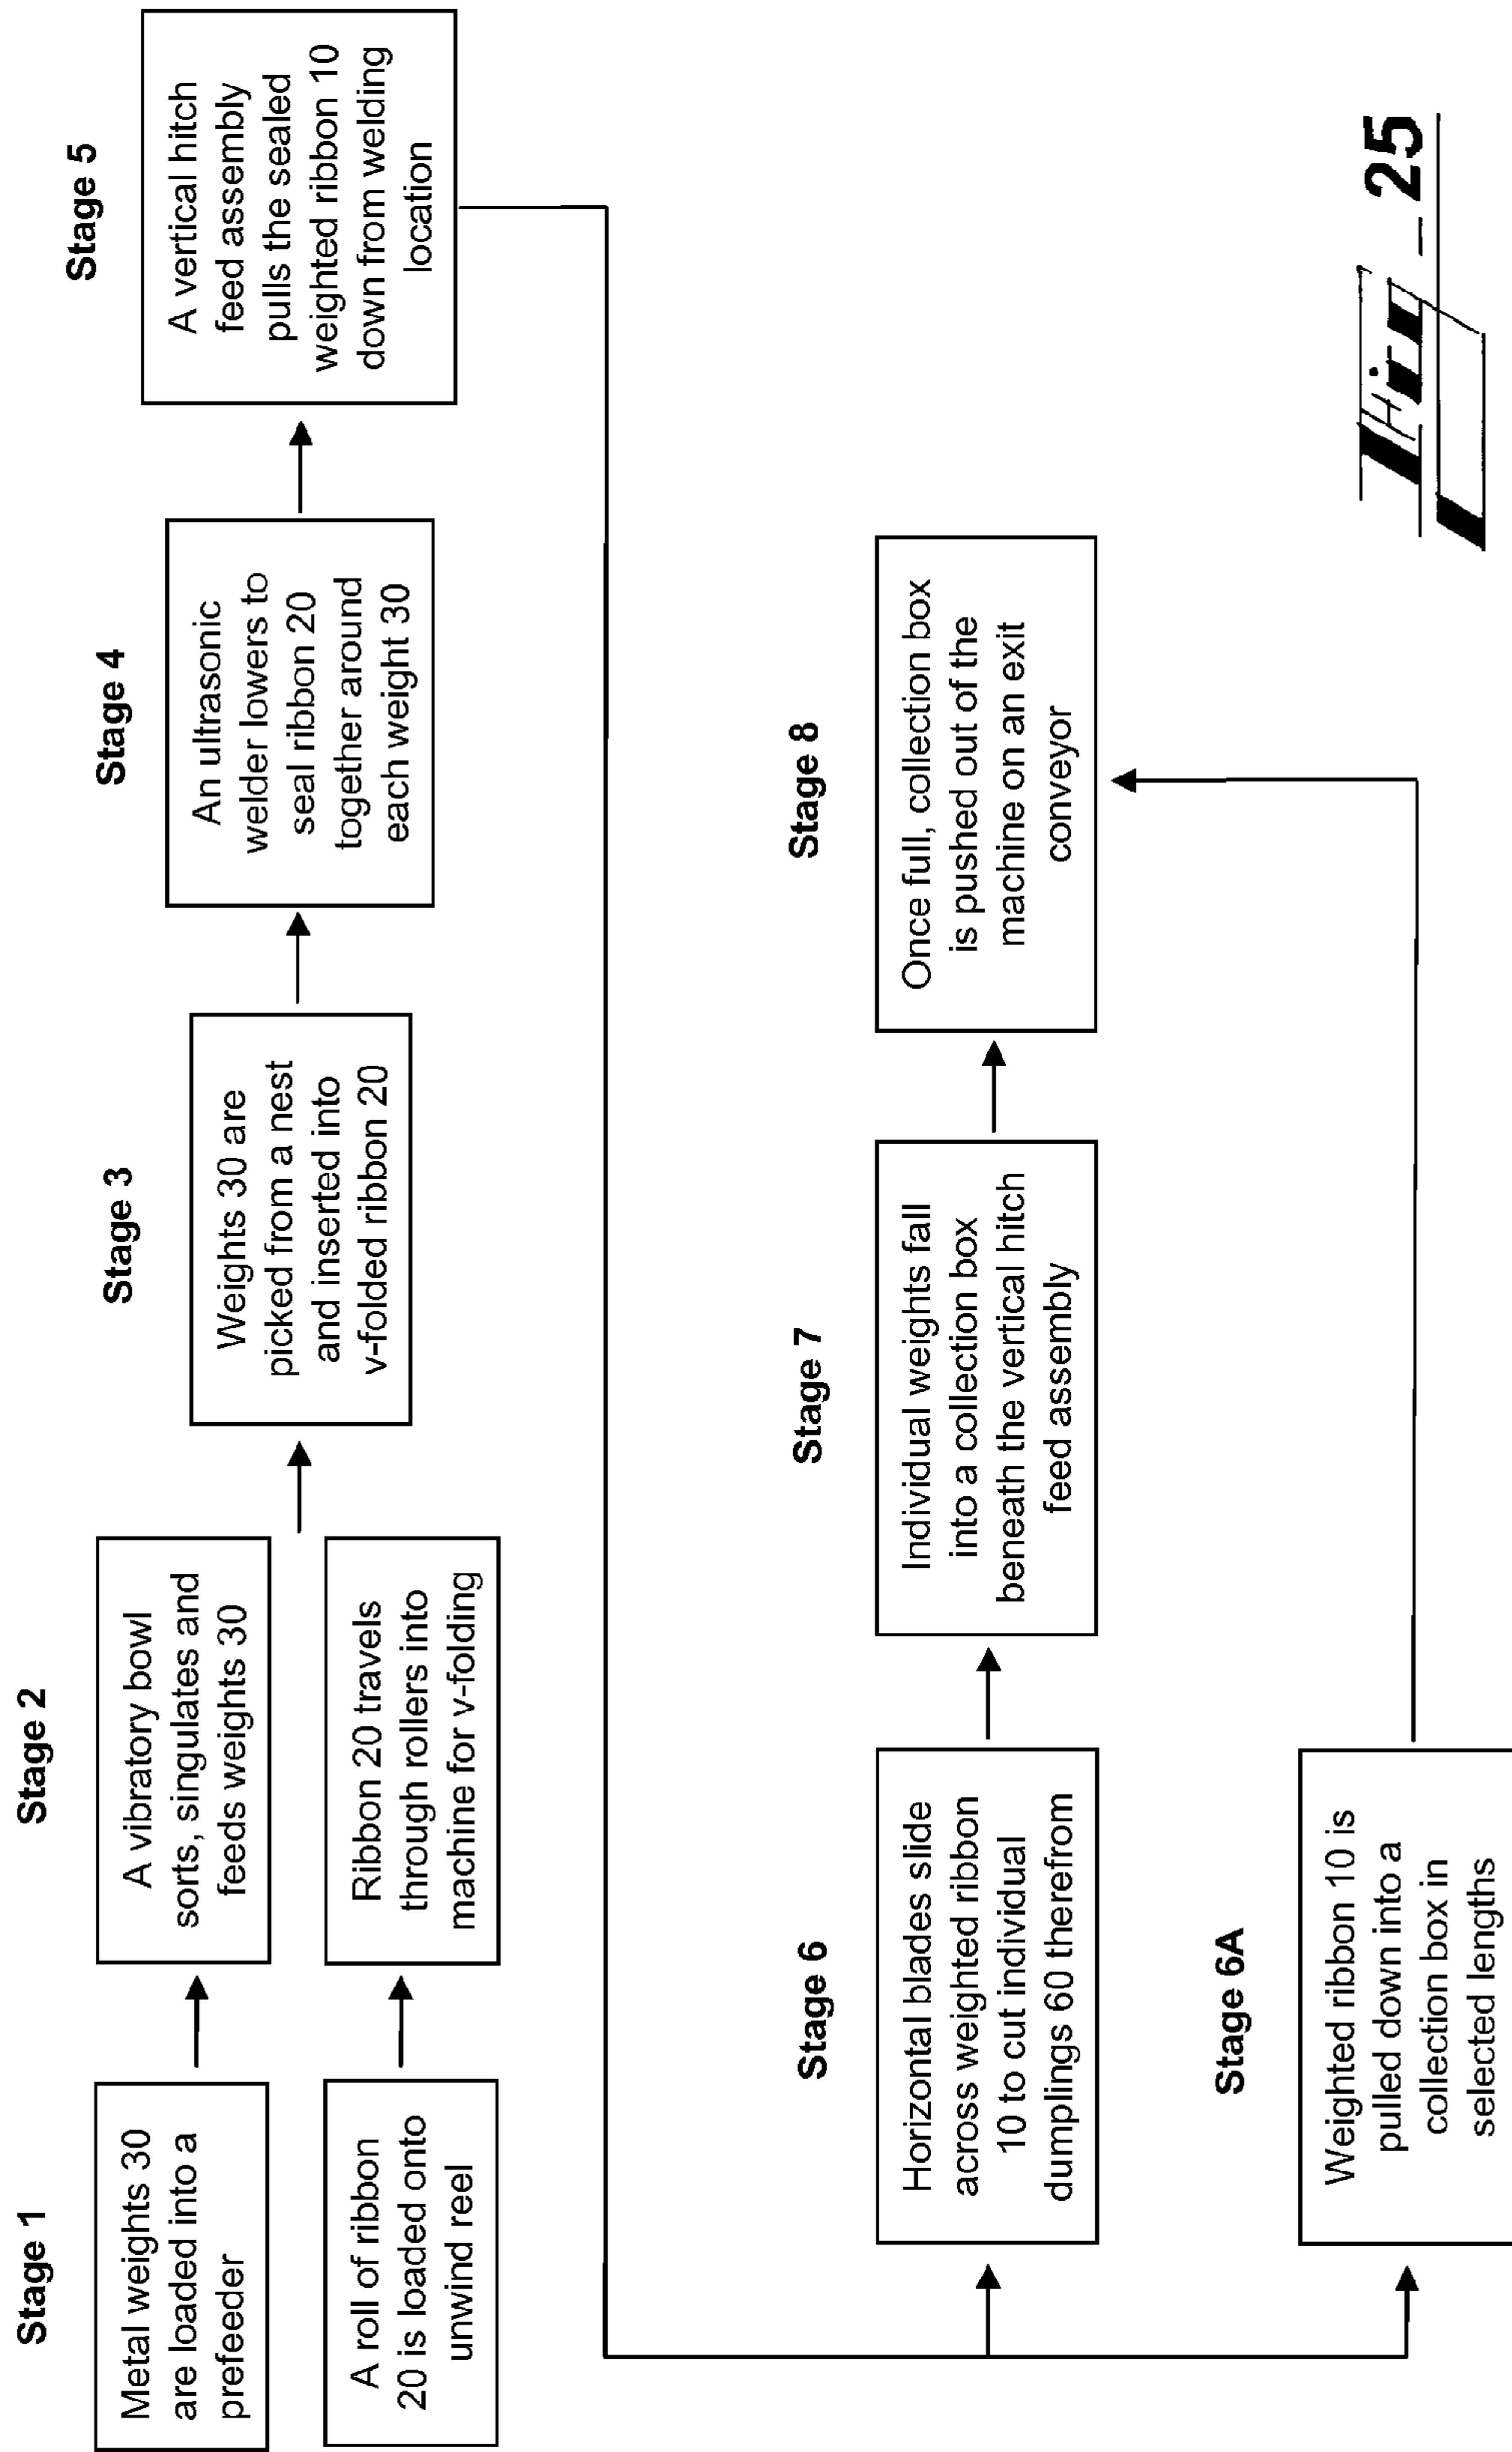 Stage 1
Metal weights 30
are loaded into a
prefeeder
A roll of ribbon
20 is loaded onto
unwind reel
Stage 2
A vibratory bowl
sorts, singulates and
feeds weights 30
Ribbon 20 travels
through rollers into
machine for v-folding
Stage 3
Weights 30 are
picked from a nest
and inserted into
v-folded ribbon 20
Stage 4
An ultrasonic
welder lowers to
seal ribbon 20
together around
each weight 30
Stage 5
A vertical hitch
feed assembly
pulls the sealed
weighted ribbon 10
down from welding
location
Stage 6
Horizontal blades slide
across weighted ribbon
10 to cut individual
dumplings 60 therefrom
Stage 7
Individual weights fall
into a collection box
beneath the vertical hitch
feed assembly
Stage 8
Once full, collection box
is pushed out of the
machine on an exit
conveyor
Stage 6A
Weighted ribbon 10 is
pulled down into a
collection box in
selected lengths
25